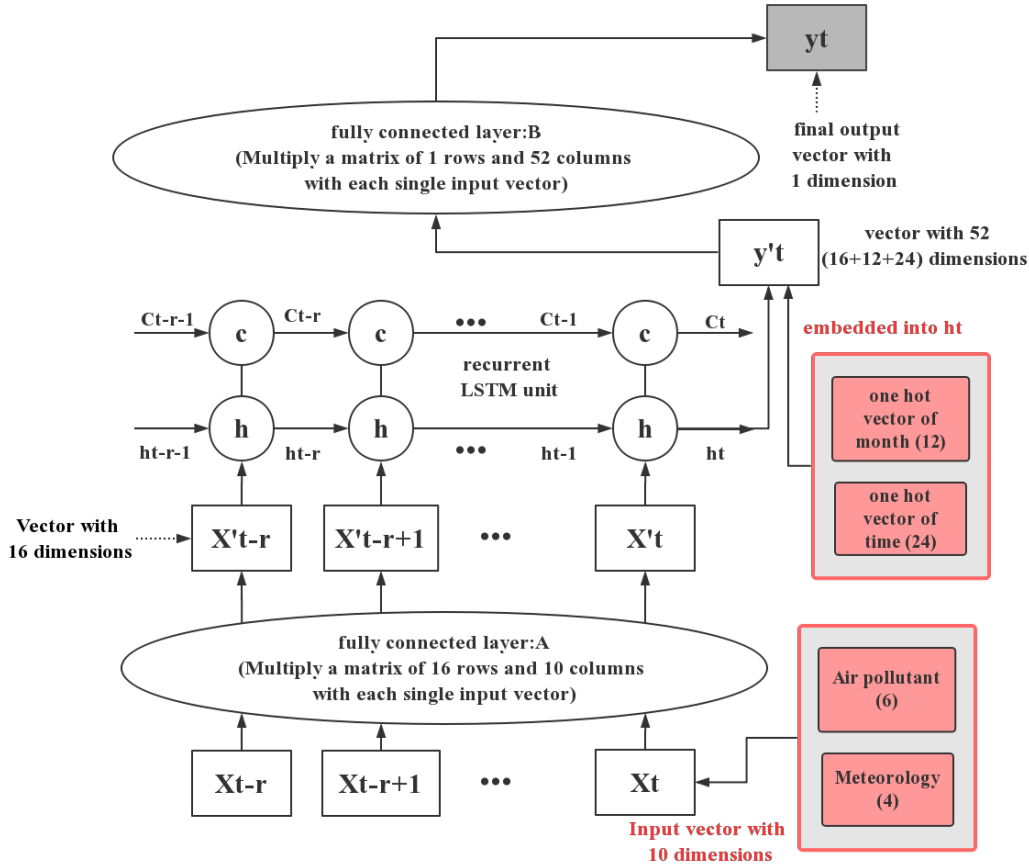 yt
fully connected layer:B
(Multiply a matrix of 1 rows and 52 columns
with each single input vector)
final output
vector with
1 dimension
y't
vector with 52
(16+12+24) dimensions
Ct-r-1
c
Ct-r
c
•••
Ct-1
c
Ct
embedded into ht
recurrent
LSTM unit
one hot
vector of
month (12)
ht-r-1
h
ht-r
h
•••
ht-1
h
ht
one hot
vector of
time (24)
Vector with
16 dimensions
X't-r
X't-r+1
•••
X't
fully connected layer:A
(Multiply a matrix of 16 rows and 10 columns
with each single input vector)
Air pollutant
(6)
Meteorology
(4)
Xt-r
Xt-r+1
•••
Xt
Input vector with
10 dimensions